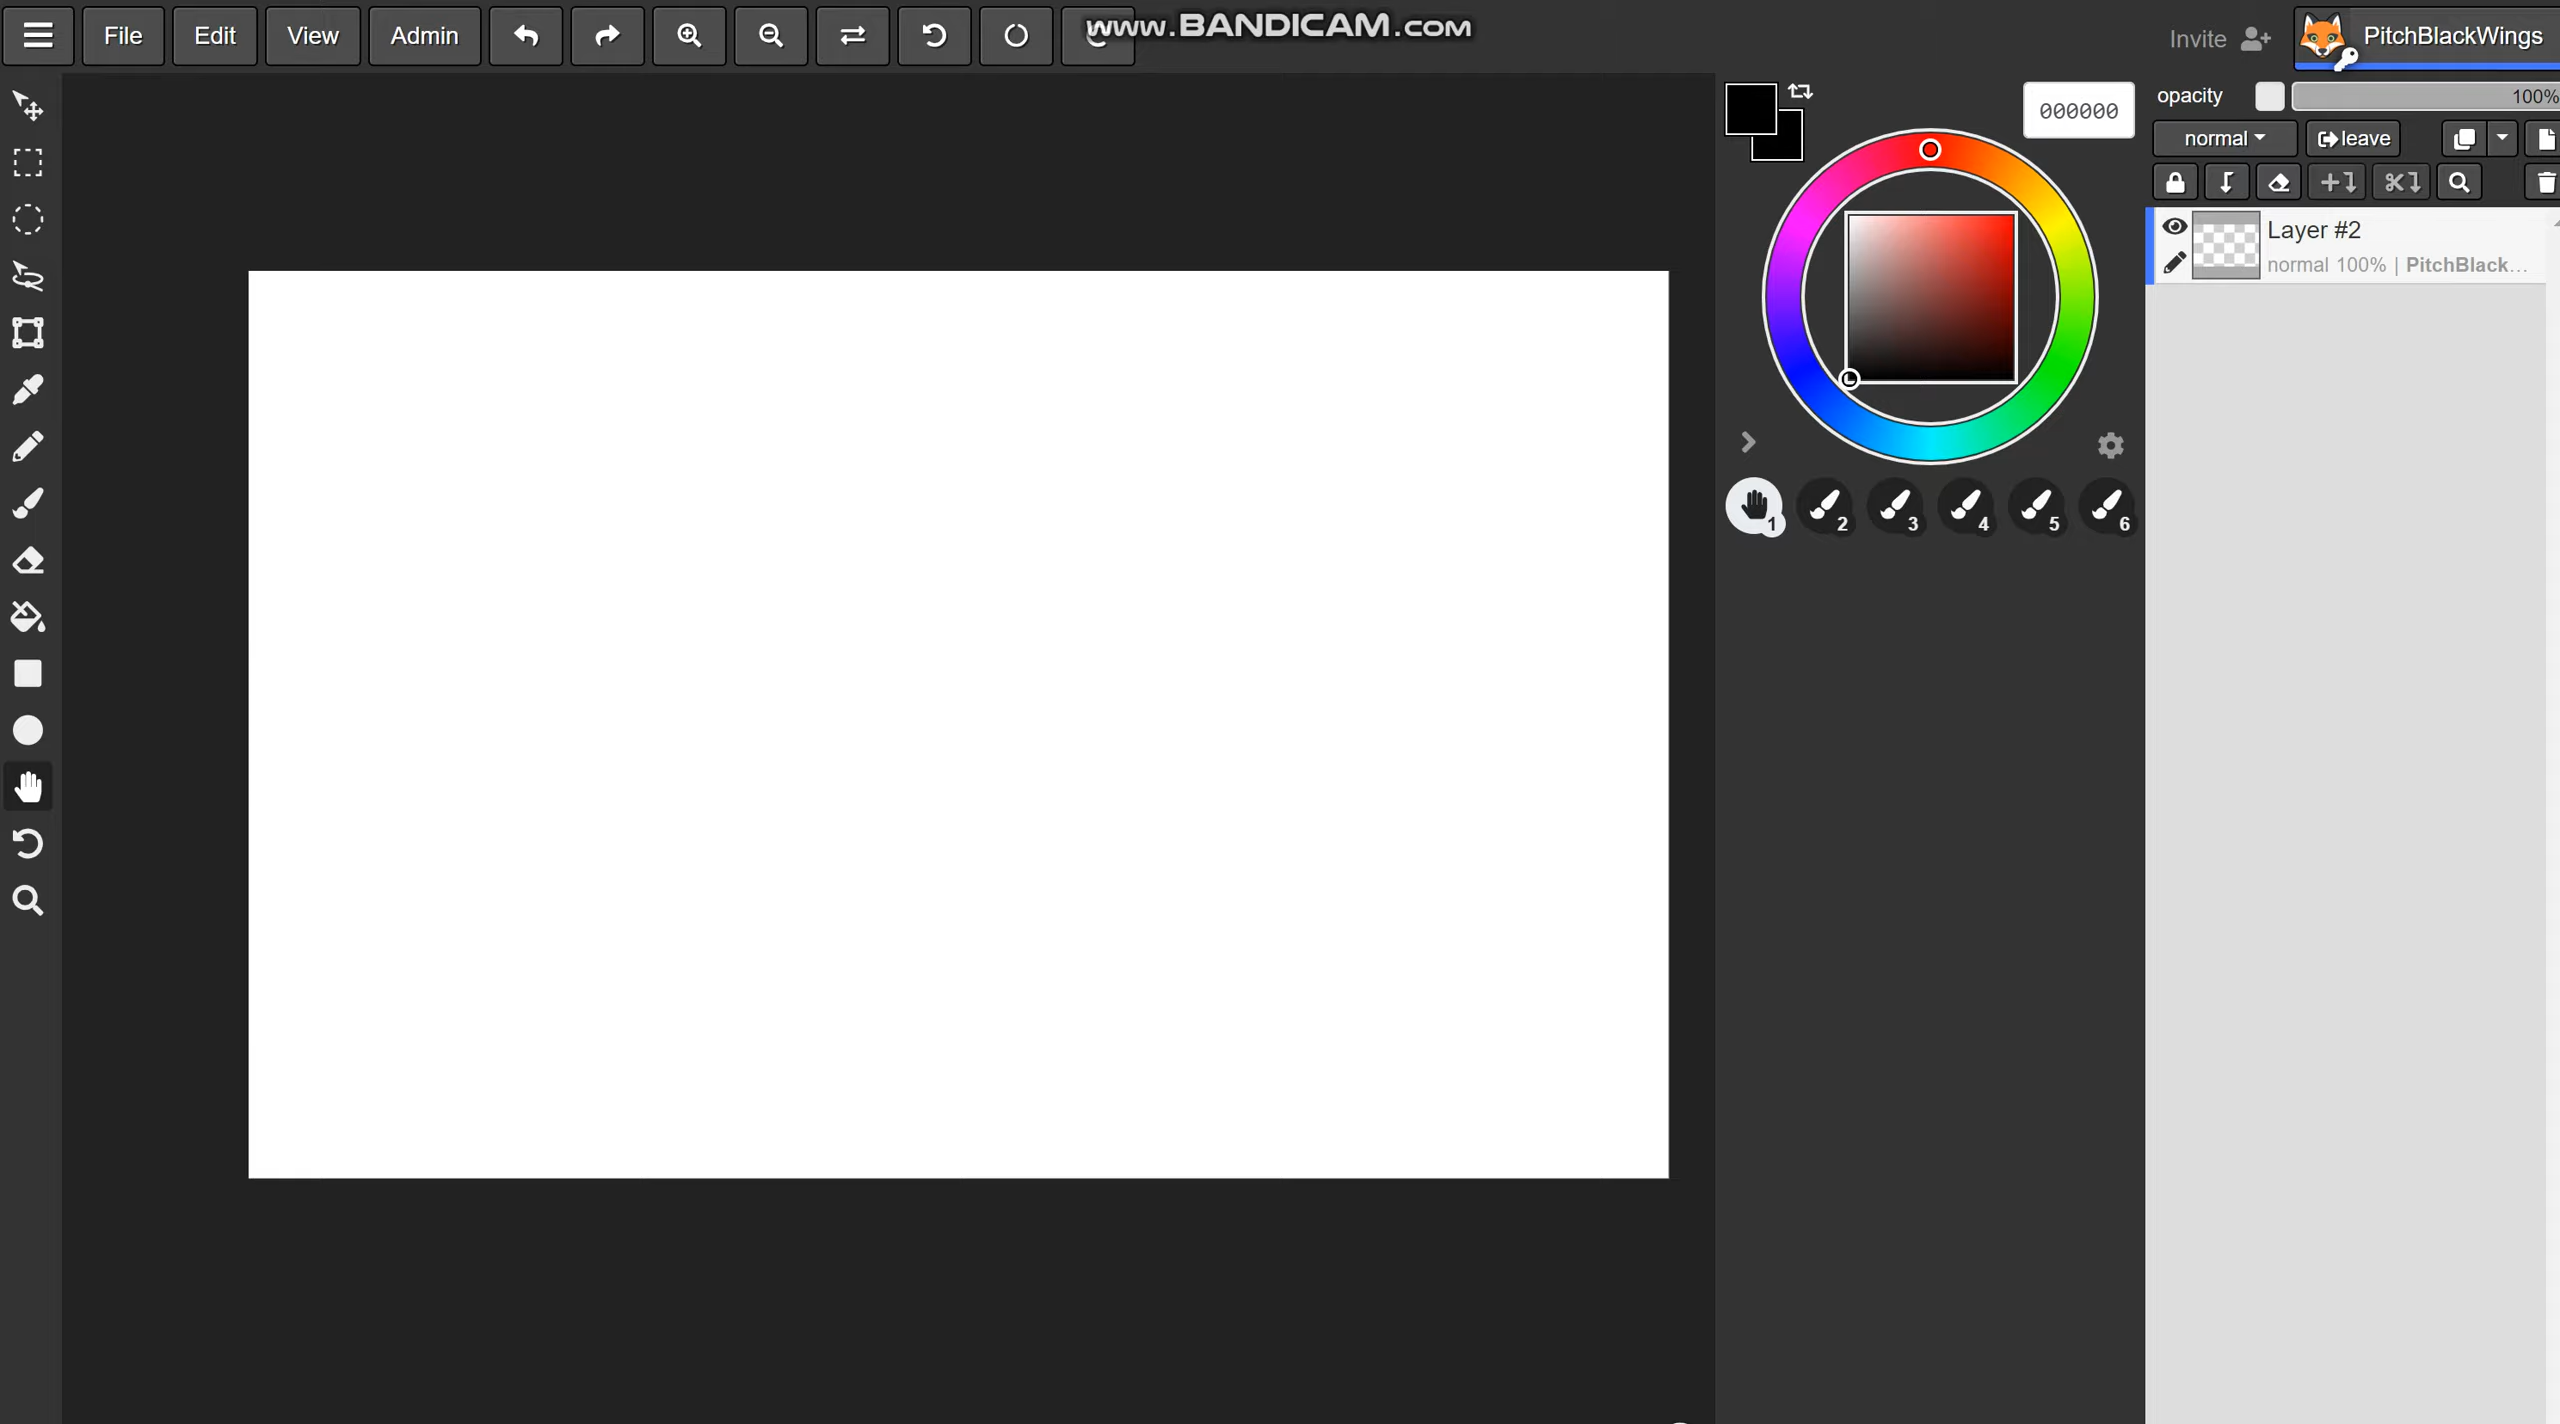 File Edit View Admin www.BANDICAM.COM Invite PitchBlackWings
opacity 100%
000000
normal leave
Layer #2
normal 100% | PitchBlack...
1 2 3 4 5 6